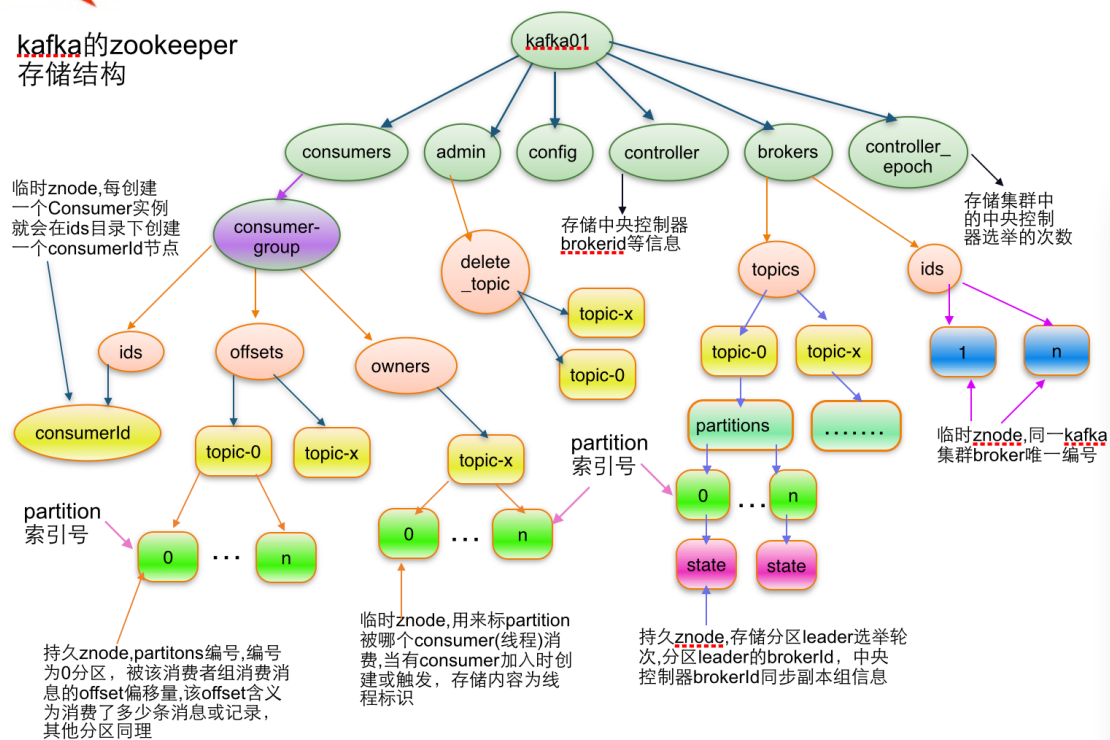 kafka的zookeeper
存储结构
kafka01
consumers
admin
config
controller
brokers
controller_
epoch
临时znode,每创建
一个Consumer实例
就会在ids目录下创建
一个consumerId节点
consumer-
group
存储中央控制器
brokerid等信息
存储集群中
的中央控制
器选举的次数
delete
_topic
topics
ids
topic-x
topic-0
ids
offsets
owners
topic-0
topic-x
1
n
consumerId
topic-0
topic-x
topic-x
partitions
.......
临时znode,同一kafka
集群broker唯一编号
partition
索引号
partition
索引号
0
...
n
0
...
n
0
...
n
state
state
临时znode,用来标partition
被哪个consumer(线程)消
费,当有consumer加入时创
建或触发，存储内容为线
程标识
持久znode,存储分区leader选举轮
次,分区leader的brokerId，中央
控制器brokerId同步副本组信息
持久znode,partitons编号,编号
为0分区，被该消费者组消费消
息的offset偏移量,该offset含义
为消费了多少条消息或记录，
其他分区同理